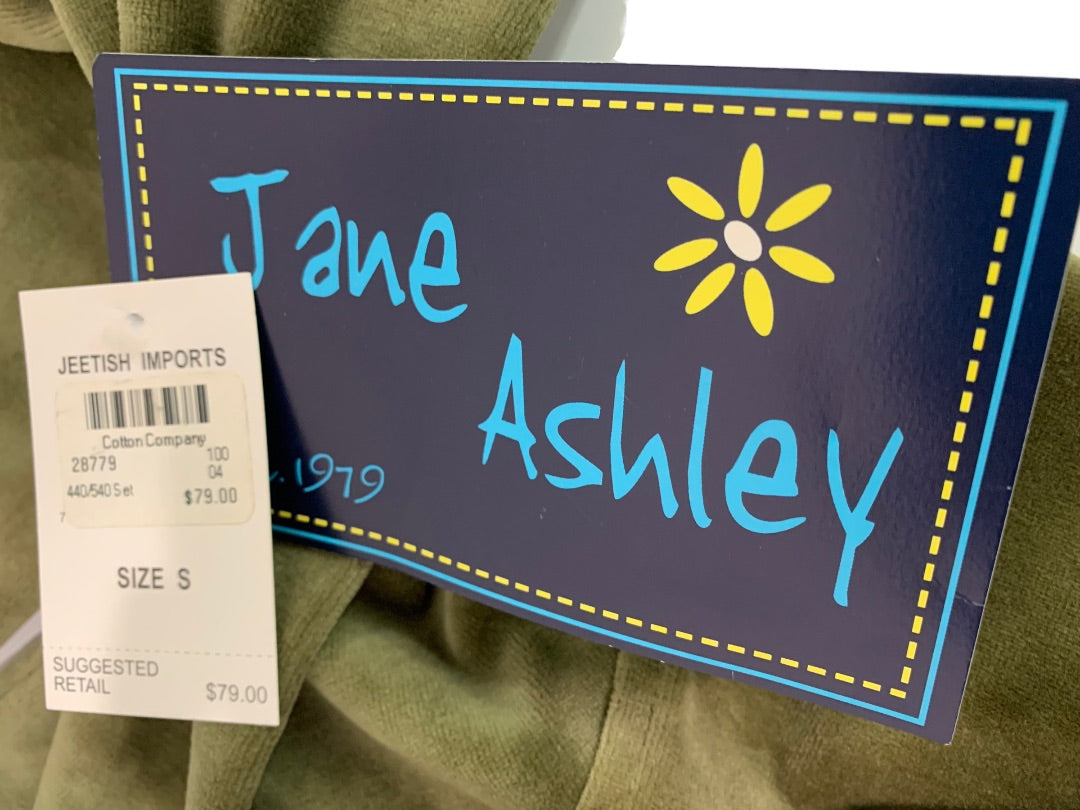 Jane
Ashley
. 1979
JEETISH IMPORTS
Cotton Company
28779 100
04
440/540 Set $79.00
7
SIZE S
SUGGESTED
RETAIL $79.00